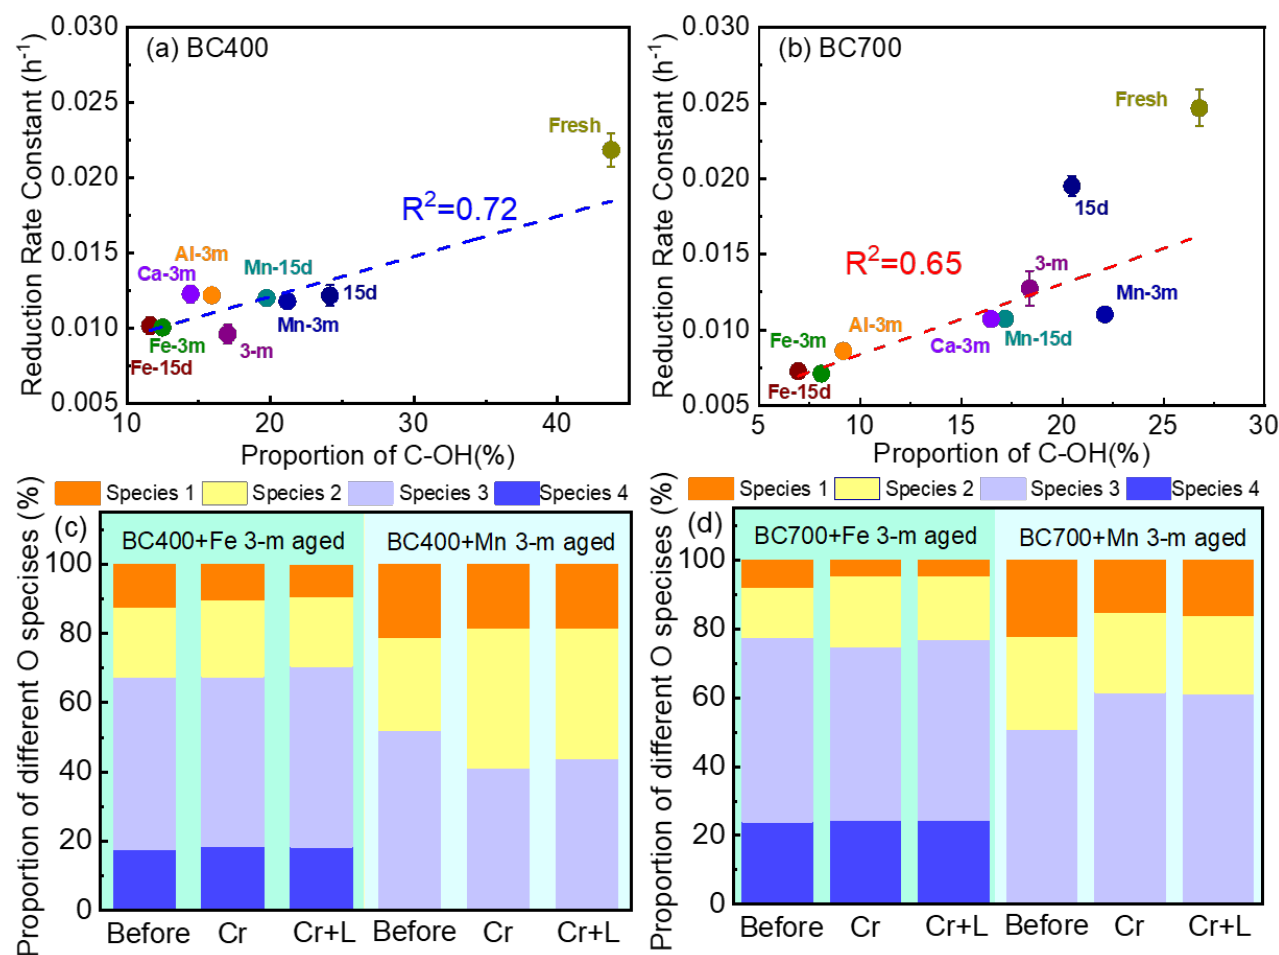 (a) BC400
Reduction Rate Constant (h⁻¹)
0.030
0.025
0.020
0.015
0.010
0.005
Fresh
R²=0.72
Al-3m
Ca-3m
Mn-15d
15d
Mn-3m
Fe-3m
3-m
Fe-15d
10 20 30 40
Proportion of C-OH(%)
(b) BC700
Reduction Rate Constant (h⁻¹)
0.030
0.025
0.020
0.015
0.010
0.005
Fresh
15d
R²=0.65
3-m
Mn-3m
Al-3m
Fe-3m
Ca-3m
Mn-15d
Fe-15d
5 10 15 20 25 30
Proportion of C-OH(%)
Species 1 Species 2 Species 3 Species 4
(c)
BC400+Fe 3-m aged BC400+Mn 3-m aged
Proportion of different O specises (%)
100
80
60
40
20
0
Before Cr Cr+L Before Cr Cr+L
Species 1 Species 2 Species 3 Species 4
(d)
BC700+Fe 3-m aged BC700+Mn 3-m aged
Proportion of different O specises (%)
100
80
60
40
20
0
Before Cr Cr+L Before Cr Cr+L